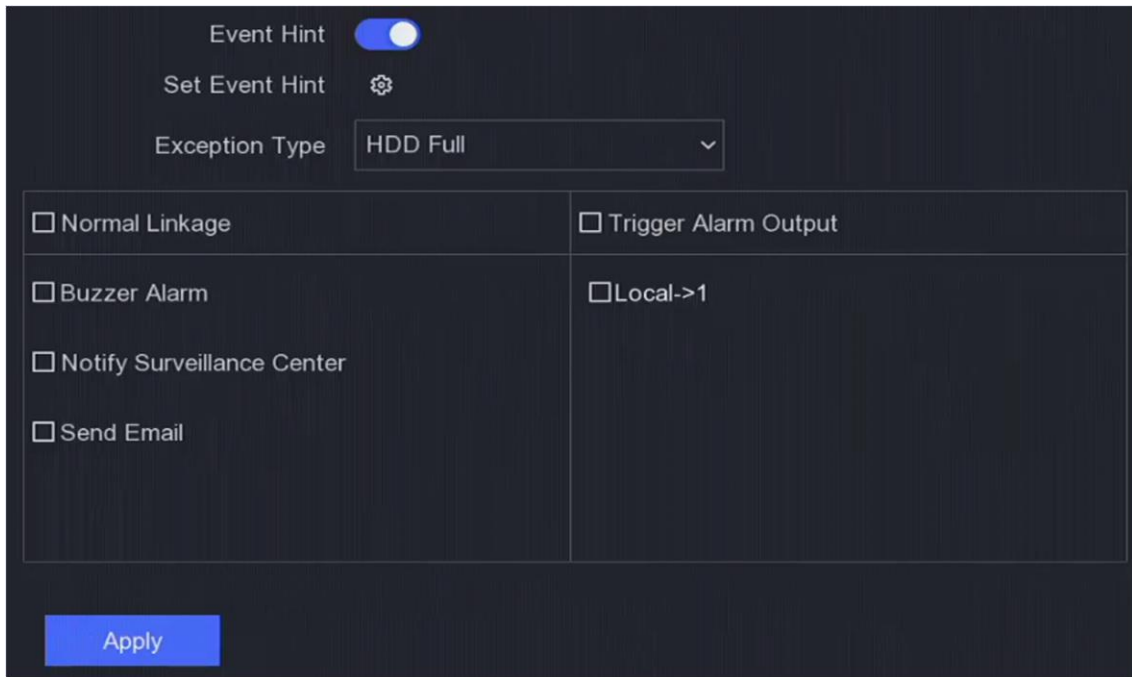 Event Hint
Set Event Hint
Exception Type HDD Full
Normal Linkage Trigger Alarm Output
Buzzer Alarm Local->1
Notify Surveillance Center
Send Email
Apply